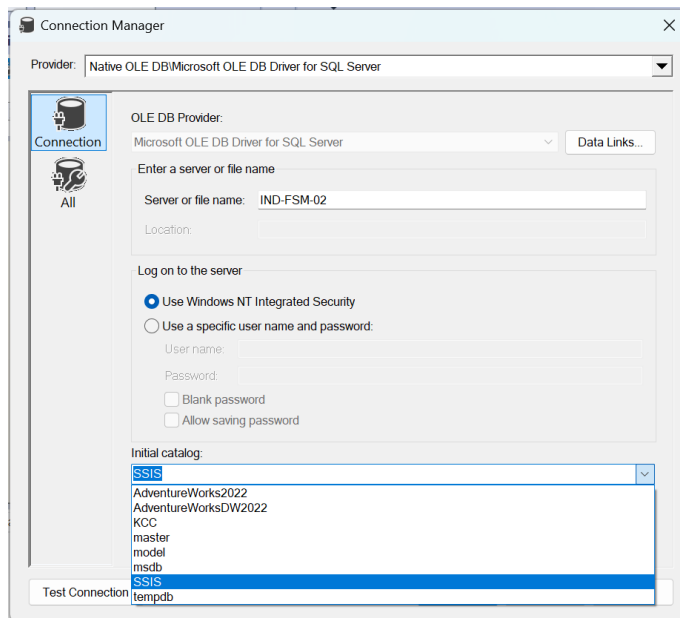 Connection Manager
Provider: Native OLE DB\Microsoft OLE DB Driver for SQL Server
Connection
All
OLE DB Provider:
Microsoft OLE DB Driver for SQL Server
Data Links...
Enter a server or file name
Server or file name: IND-FSM-02
Location:
Log on to the server
Use Windows NT Integrated Security
Use a specific user name and password:
User name:
Password:
Blank password
Allow saving password
Initial catalog:
SSIS
AdventureWorks2022
AdventureWorksDW2022
KCC
master
model
msdb
SSIS
tempdb
Test Connection